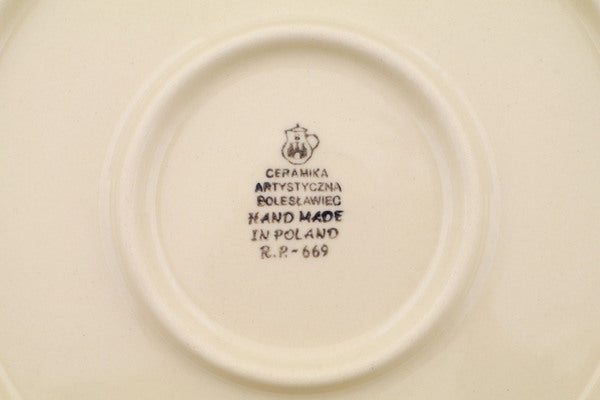 CERAMIKA
ARTYSTYCZNA
BOLESŁAWIEC
HAND MADE
IN POLAND
R.P.-669